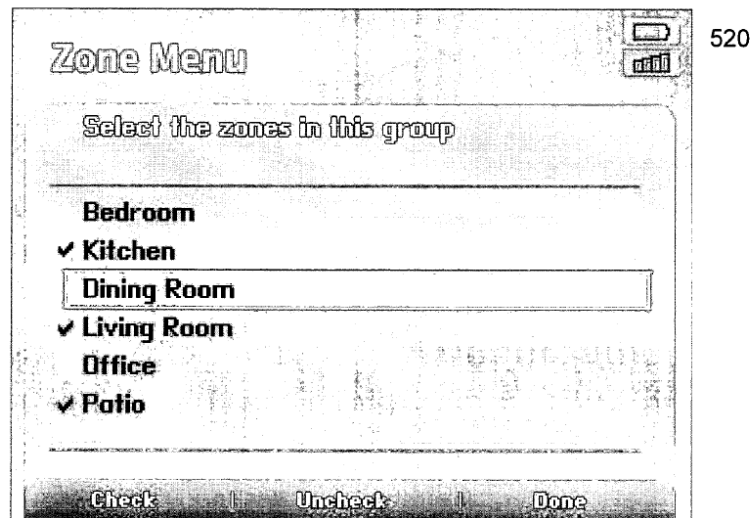 520
Zone Menu
Select the zones in this group
Bedroom
✓ Kitchen
Dining Room
✓ Living Room
Office
✓ Patio
Check Uncheck Done